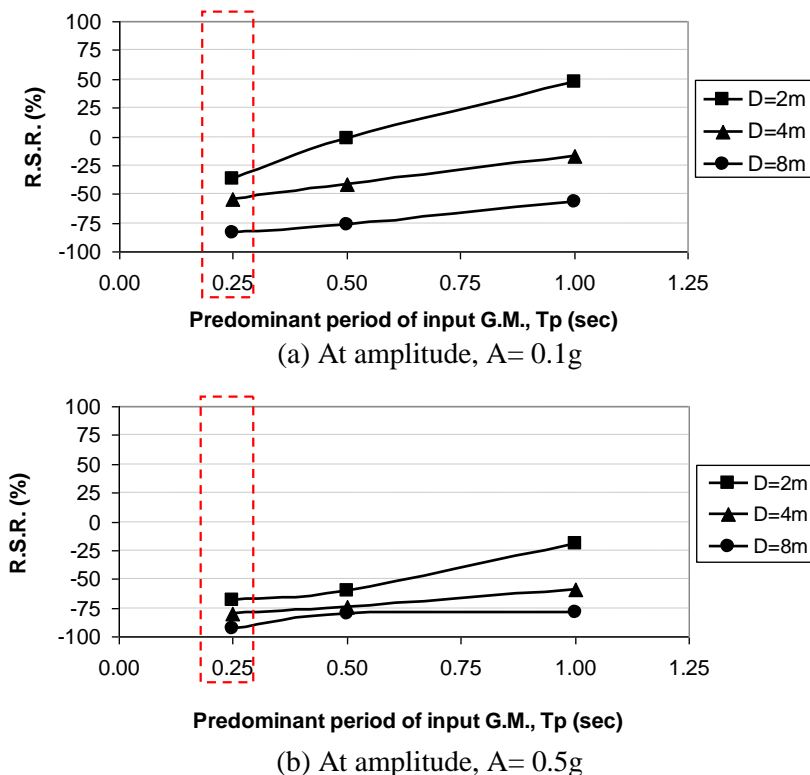 100
75
50
25
0
-25
-50
-75
-100
R.S.R. (%)
0.00 0.25 0.50 0.75 1.00 1.25
Predominant period of input G.M., Tp (sec)
D=2m
D=4m
D=8m
(a) At amplitude, A= 0.1g
100
75
50
25
0
-25
-50
-75
-100
R.S.R. (%)
0.00 0.25 0.50 0.75 1.00 1.25
Predominant period of input G.M., Tp (sec)
D=2m
D=4m
D=8m
(b) At amplitude, A= 0.5g